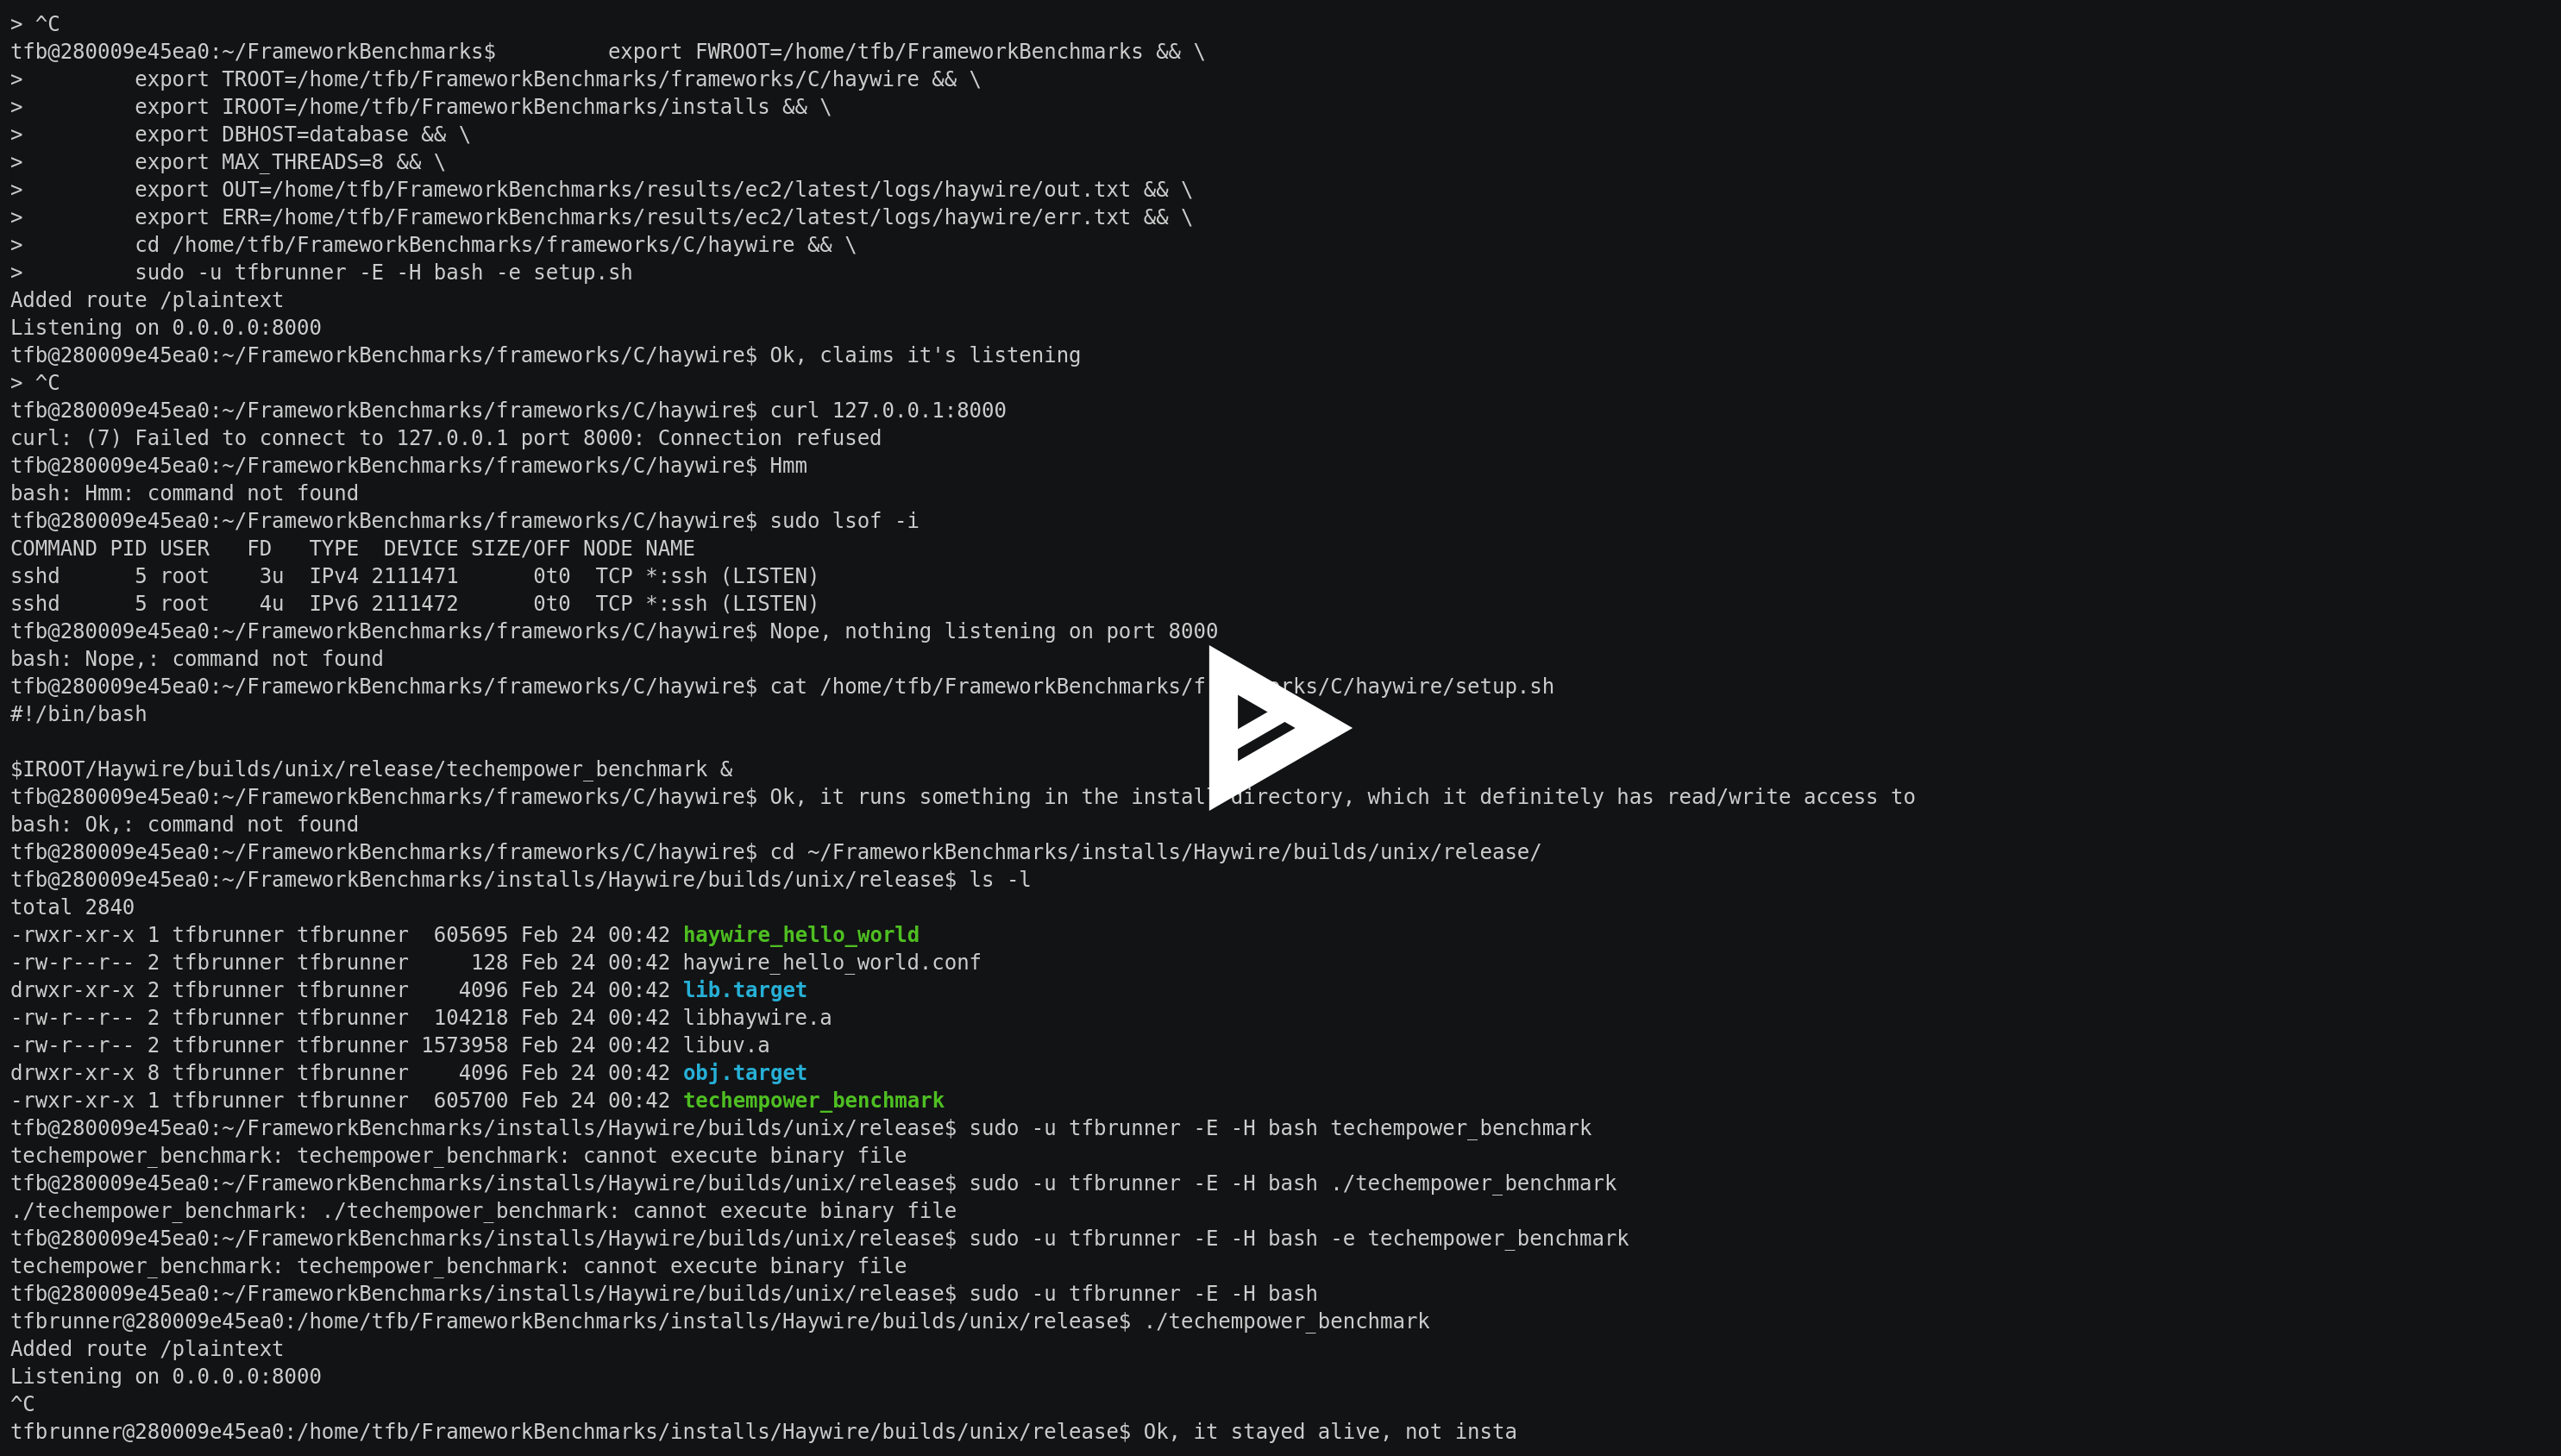 > ^C
tfb@280009e45ea0:~/FrameworkBenchmarks$         export FWROOT=/home/tfb/FrameworkBenchmarks && \
>         export TROOT=/home/tfb/FrameworkBenchmarks/frameworks/C/haywire && \
>         export IROOT=/home/tfb/FrameworkBenchmarks/installs && \
>         export DBHOST=database && \
>         export MAX_THREADS=8 && \
>         export OUT=/home/tfb/FrameworkBenchmarks/results/ec2/latest/logs/haywire/out.txt && \
>         export ERR=/home/tfb/FrameworkBenchmarks/results/ec2/latest/logs/haywire/err.txt && \
>         cd /home/tfb/FrameworkBenchmarks/frameworks/C/haywire && \
>         sudo -u tfbrunner -E -H bash -e setup.sh
Added route /plaintext
Listening on 0.0.0.0:8000
tfb@280009e45ea0:~/FrameworkBenchmarks/frameworks/C/haywire$ Ok, claims it's listening
> ^C
tfb@280009e45ea0:~/FrameworkBenchmarks/frameworks/C/haywire$ curl 127.0.0.1:8000
curl: (7) Failed to connect to 127.0.0.1 port 8000: Connection refused
tfb@280009e45ea0:~/FrameworkBenchmarks/frameworks/C/haywire$ Hmm
bash: Hmm: command not found
tfb@280009e45ea0:~/FrameworkBenchmarks/frameworks/C/haywire$ sudo lsof -i
COMMAND PID USER   FD   TYPE  DEVICE SIZE/OFF NODE NAME
sshd      5 root    3u  IPv4 2111471      0t0  TCP *:ssh (LISTEN)
sshd      5 root    4u  IPv6 2111472      0t0  TCP *:ssh (LISTEN)
tfb@280009e45ea0:~/FrameworkBenchmarks/frameworks/C/haywire$ Nope, nothing listening on port 8000
bash: Nope,: command not found
tfb@280009e45ea0:~/FrameworkBenchmarks/frameworks/C/haywire$ cat /home/tfb/FrameworkBenchmarks/frameworks/C/haywire/setup.sh
#!/bin/bash

$IROOT/Haywire/builds/unix/release/techempower_benchmark &
tfb@280009e45ea0:~/FrameworkBenchmarks/frameworks/C/haywire$ Ok, it runs something in the install directory, which it definitely has read/write access to
bash: Ok,: command not found
tfb@280009e45ea0:~/FrameworkBenchmarks/frameworks/C/haywire$ cd ~/FrameworkBenchmarks/installs/Haywire/builds/unix/release/
tfb@280009e45ea0:~/FrameworkBenchmarks/installs/Haywire/builds/unix/release$ ls -l
total 2840
-rwxr-xr-x 1 tfbrunner tfbrunner  605695 Feb 24 00:42 haywire_hello_world
-rw-r--r-- 2 tfbrunner tfbrunner     128 Feb 24 00:42 haywire_hello_world.conf
drwxr-xr-x 2 tfbrunner tfbrunner    4096 Feb 24 00:42 lib.target
-rw-r--r-- 2 tfbrunner tfbrunner  104218 Feb 24 00:42 libhaywire.a
-rw-r--r-- 2 tfbrunner tfbrunner 1573958 Feb 24 00:42 libuv.a
drwxr-xr-x 8 tfbrunner tfbrunner    4096 Feb 24 00:42 obj.target
-rwxr-xr-x 1 tfbrunner tfbrunner  605700 Feb 24 00:42 techempower_benchmark
tfb@280009e45ea0:~/FrameworkBenchmarks/installs/Haywire/builds/unix/release$ sudo -u tfbrunner -E -H bash techempower_benchmark
techempower_benchmark: techempower_benchmark: cannot execute binary file
tfb@280009e45ea0:~/FrameworkBenchmarks/installs/Haywire/builds/unix/release$ sudo -u tfbrunner -E -H bash ./techempower_benchmark
./techempower_benchmark: ./techempower_benchmark: cannot execute binary file
tfb@280009e45ea0:~/FrameworkBenchmarks/installs/Haywire/builds/unix/release$ sudo -u tfbrunner -E -H bash -e techempower_benchmark
techempower_benchmark: techempower_benchmark: cannot execute binary file
tfb@280009e45ea0:~/FrameworkBenchmarks/installs/Haywire/builds/unix/release$ sudo -u tfbrunner -E -H bash
tfbrunner@280009e45ea0:/home/tfb/FrameworkBenchmarks/installs/Haywire/builds/unix/release$ ./techempower_benchmark
Added route /plaintext
Listening on 0.0.0.0:8000
^C
tfbrunner@280009e45ea0:/home/tfb/FrameworkBenchmarks/installs/Haywire/builds/unix/release$ Ok, it stayed alive, not insta